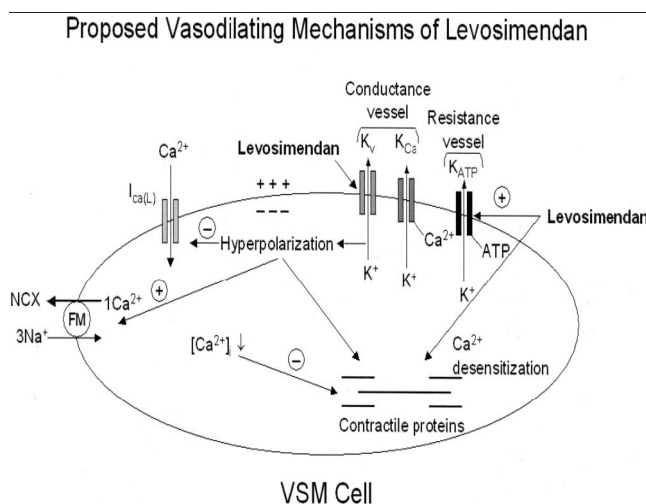 Proposed Vasodilating Mechanisms of Levosimendan
Conductance
vessel
Resistance
vessel
Kv KCa
KATP
Levosimendan
Ca²⁺
Ica(L)
+ + +
– – –
+
Levosimendan
–
Hyperpolarization
Ca²⁺
ATP
K⁺ K⁺ K⁺
NCX
1Ca²⁺
+
FM
3Na⁺
[Ca²⁺]i ↓
–
Ca²⁺
desensitization
Contractile proteins
VSM Cell